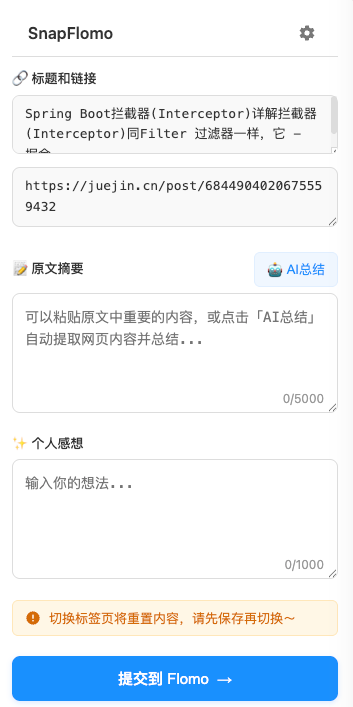 SnapFlomo
🔗 标题和链接
Spring Boot拦截器(Interceptor)详解拦截器
(Interceptor)同Filter 过滤器一样，它 –
掘金
https://juejin.cn/post/684490402067555
9432
📝 原文摘要
🤖 AI总结
可以粘贴原文中重要的内容，或点击「AI总结」
自动提取网页内容并总结...
0/5000
✨ 个人感想
输入你的想法...
0/1000
切换标签页将重置内容，请先保存再切换～
提交到 Flomo →